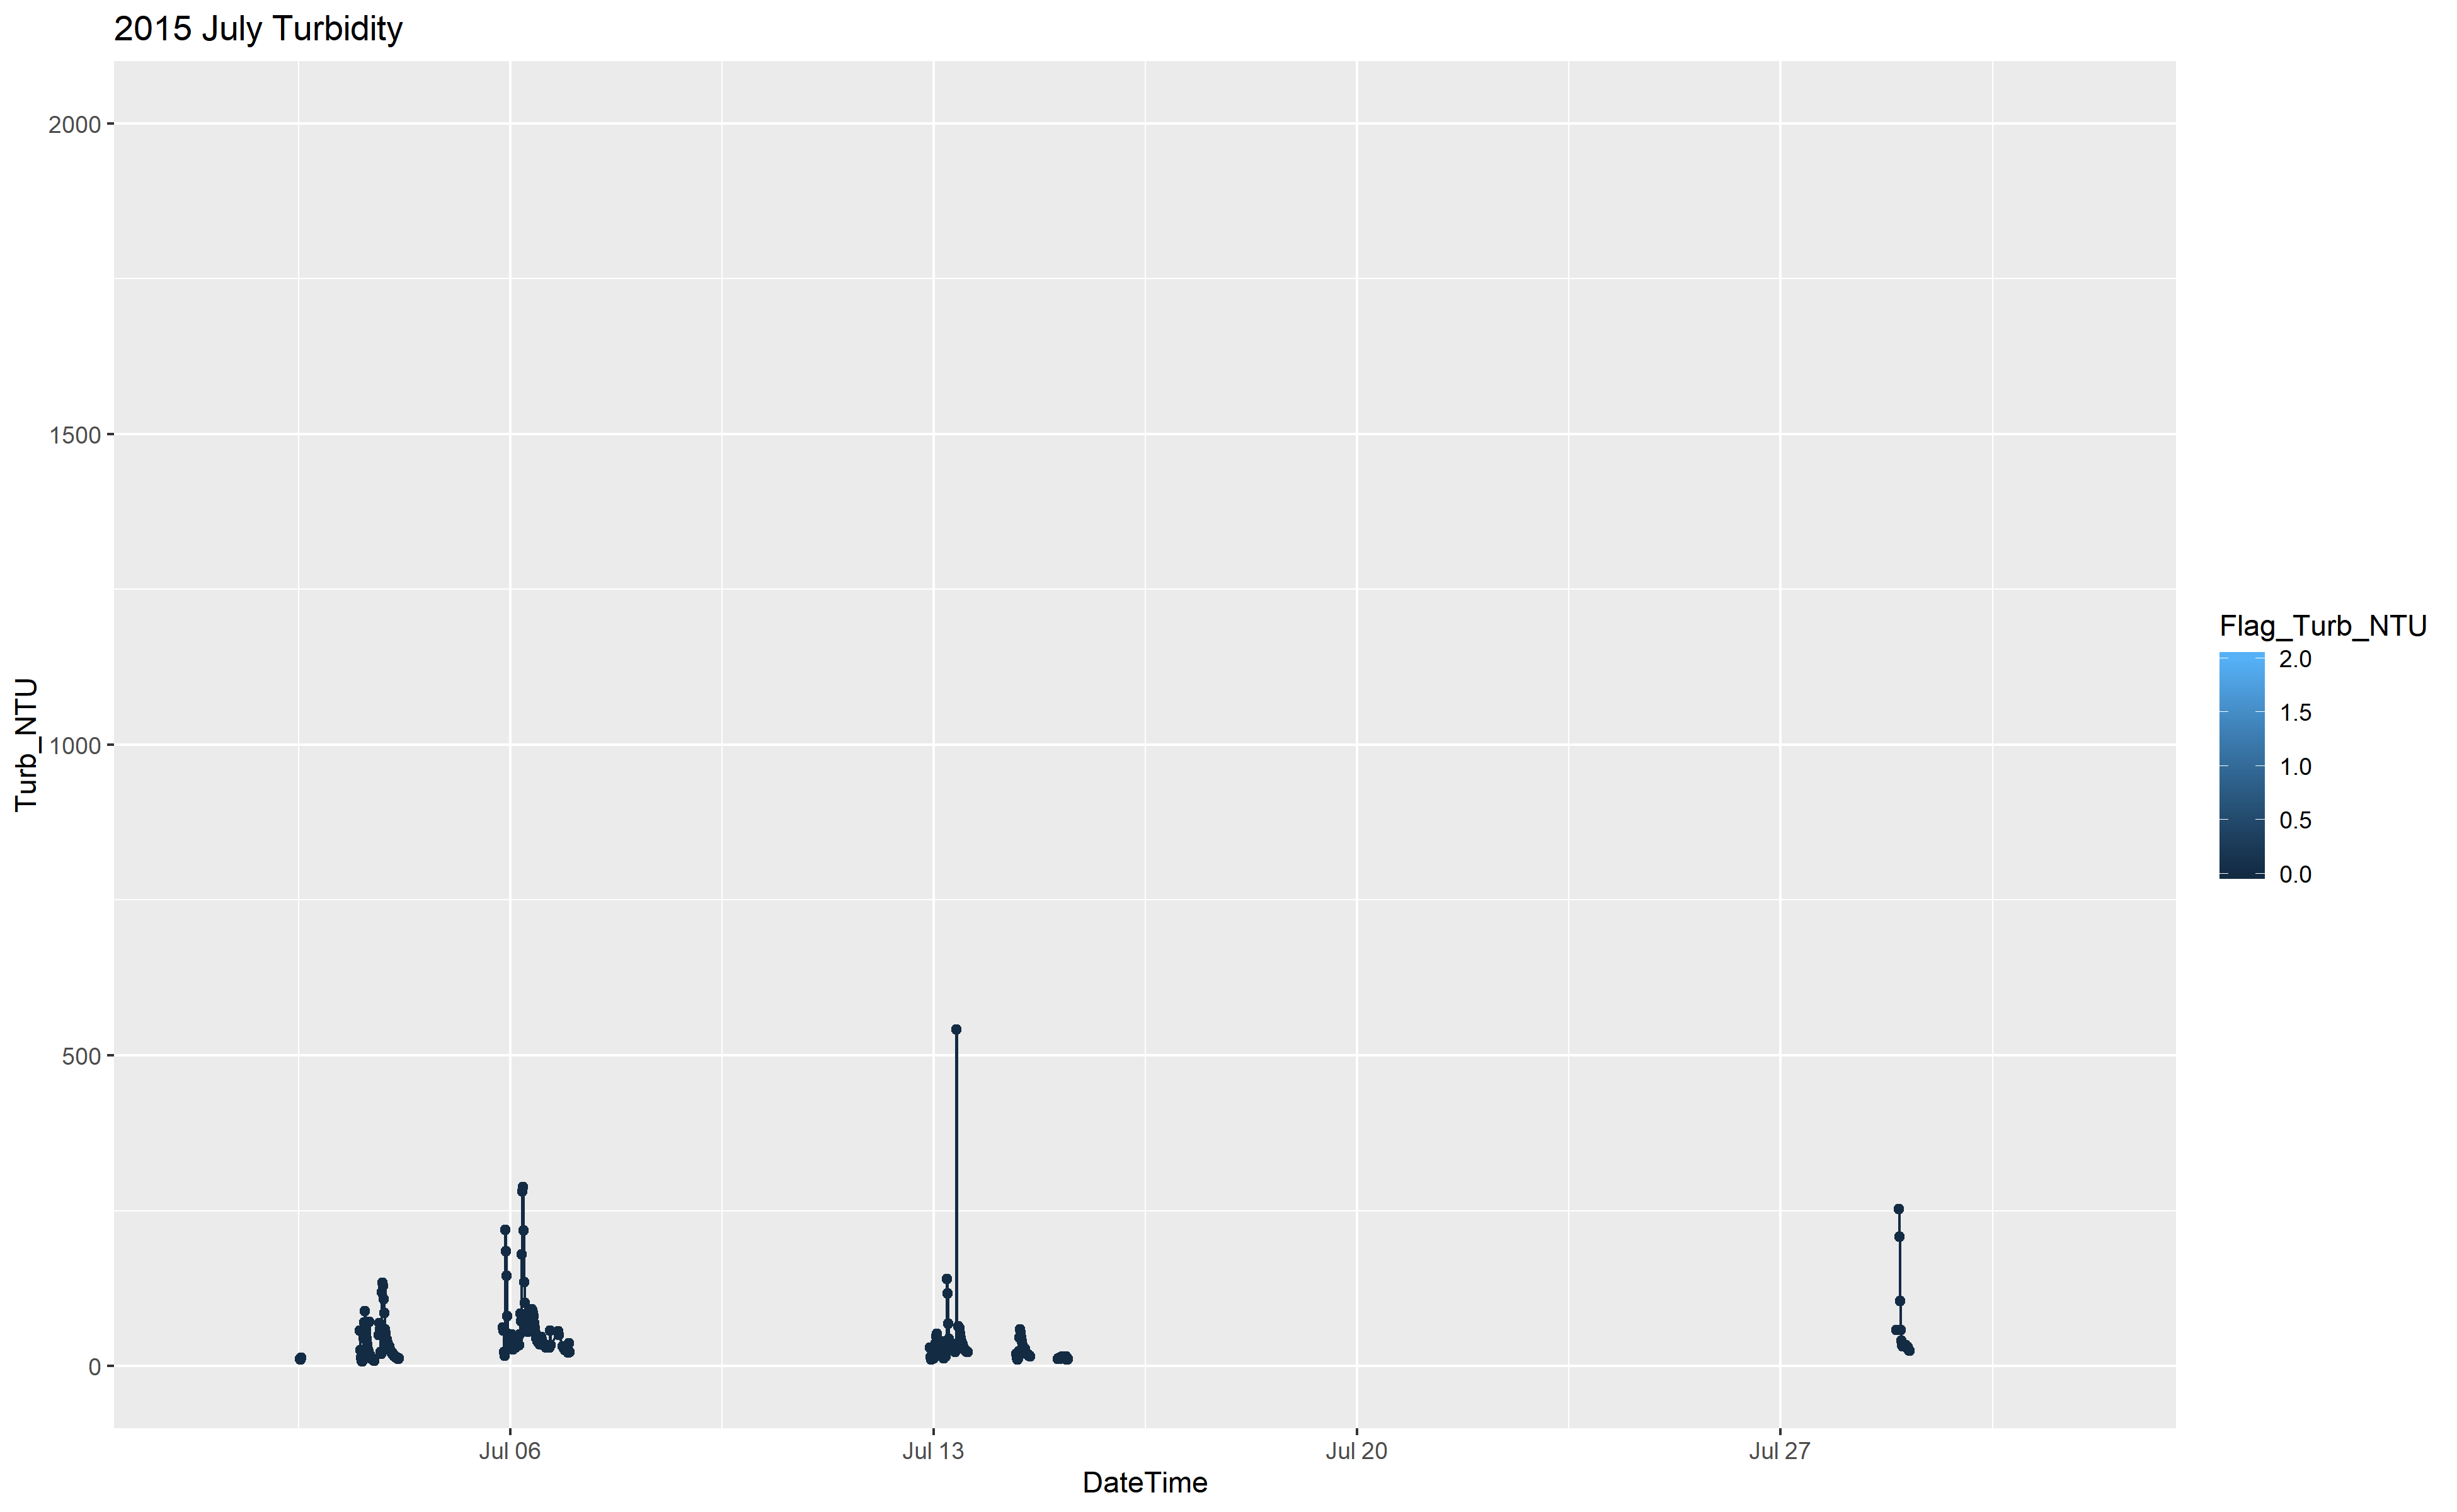 2015 July Turbidity
2000
1500
1000
500
0
Turb_NTU
Jul 06
Jul 13
Jul 20
Jul 27
DateTime
Flag_Turb_NTU
2.0
1.5
1.0
0.5
0.0